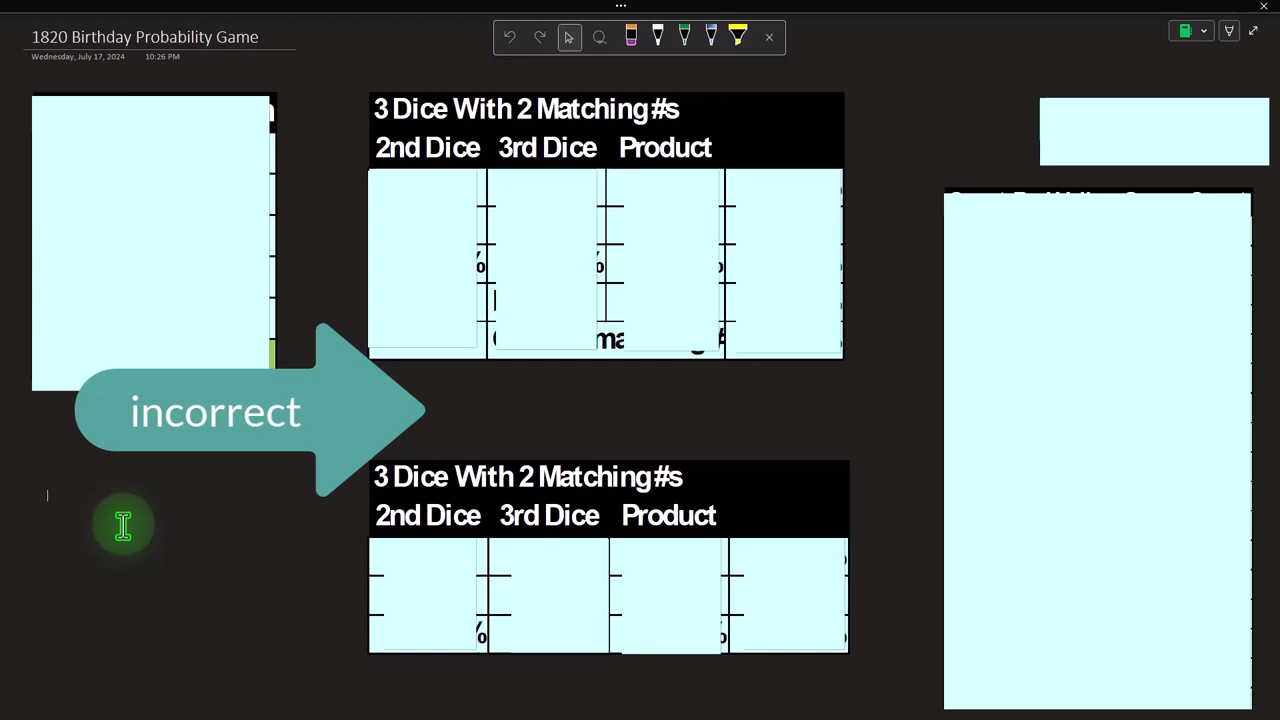 1820 Birthday Probability Game
Wednesday, July 17, 2024 10:26 PM
3 Dice With 2 Matching #s
2nd Dice 3rd Dice Product
% %
incorrect
3 Dice With 2 Matching #s
2nd Dice 3rd Dice Product
% %